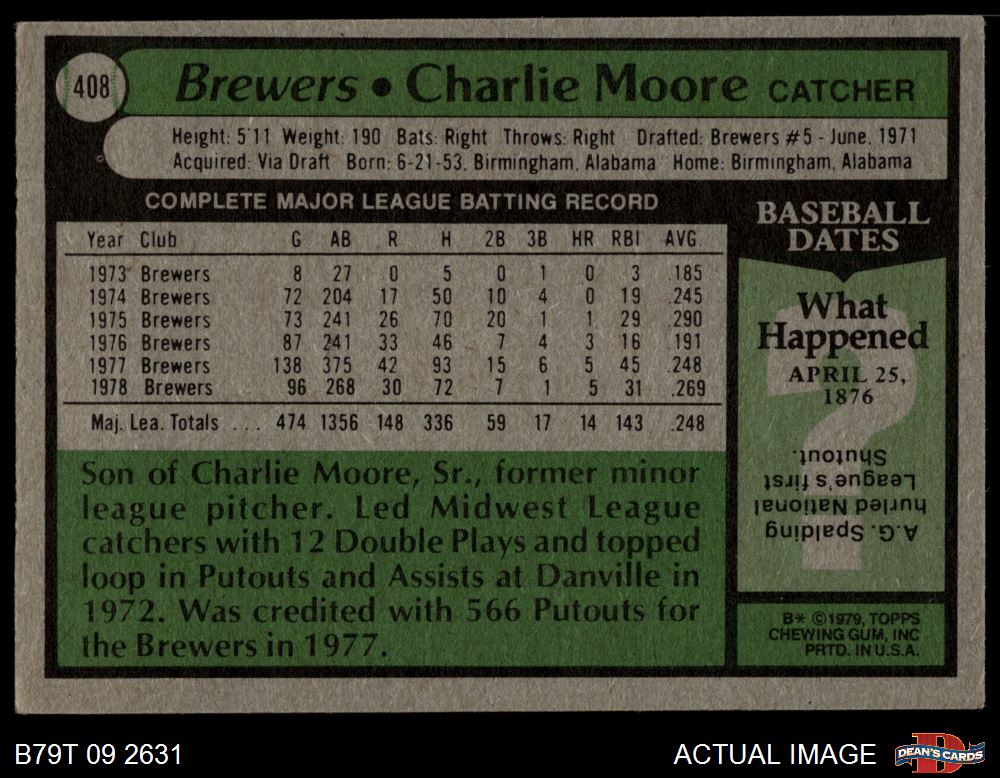 408
Brewers • Charlie Moore CATCHER
Height: 5'11 Weight: 190 Bats: Right Throws: Right Drafted: Brewers #5 - June, 1971
Acquired: Via Draft Born: 6-21-53, Birmingham, Alabama Home: Birmingham, Alabama
COMPLETE MAJOR LEAGUE BATTING RECORD
Year Club G AB R H 2B 3B HR RBI AVG.
1973 Brewers 8 27 0 5 0 1 0 3 .185
1974 Brewers 72 204 17 50 10 4 0 19 .245
1975 Brewers 73 241 26 70 20 1 1 29 .290
1976 Brewers 87 241 33 46 7 4 3 16 .191
1977 Brewers 138 375 42 93 15 6 5 45 .248
1978 Brewers 96 268 30 72 7 1 5 31 .269
Maj. Lea. Totals ... 474 1356 148 336 59 17 14 143 .248
Son of Charlie Moore, Sr., former minor
league pitcher. Led Midwest League
catchers with 12 Double Plays and topped
loop in Putouts and Assists at Danville in
1972. Was credited with 566 Putouts for
the Brewers in 1977.
BASEBALL
DATES
What
Happened
APRIL 25,
1876
?
A.G. Spalding
hurled National
League's first
Shutout.
B* ©1979, TOPPS
CHEWING GUM, INC
PRTD. IN U.S.A.
B79T 09 2631
ACTUAL IMAGE
DEAN'S CARDS